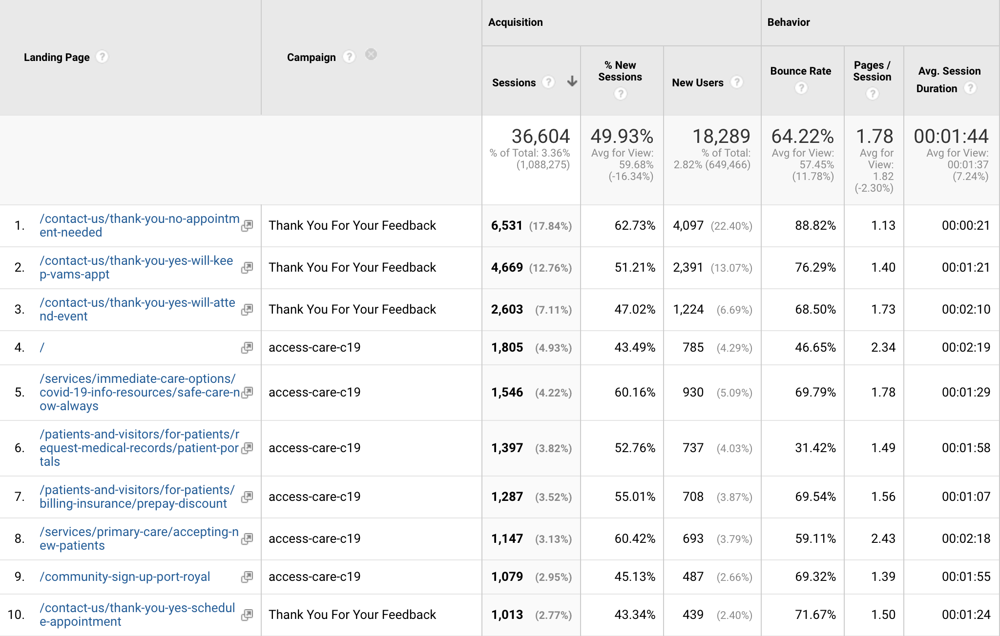 Acquisition
Behavior
Landing Page ?
Campaign ?
Sessions ?
% New
Sessions
?
New Users ?
Bounce Rate
?
Pages /
Session
?
Avg. Session
Duration ?
36,604
% of Total: 3.36%
(1,088,275)
49.93%
Avg for View:
59.68%
(-16.34%)
18,289
% of Total:
2.82% (649,466)
64.22%
Avg for View:
57.45%
(11.78%)
1.78
Avg for
View:
1.82
(-2.30%)
00:01:44
Avg for View:
00:01:37
(7.24%)
1. /contact-us/thank-you-no-appointm
ent-needed
Thank You For Your Feedback 6,531 (17.84%) 62.73% 4,097 (22.40%) 88.82% 1.13 00:00:21
2. /contact-us/thank-you-yes-will-kee
p-vams-appt
Thank You For Your Feedback 4,669 (12.76%) 51.21% 2,391 (13.07%) 76.29% 1.40 00:01:21
3. /contact-us/thank-you-yes-will-atte
nd-event
Thank You For Your Feedback 2,603 (7.11%) 47.02% 1,224 (6.69%) 68.50% 1.73 00:02:10
4. / access-care-c19 1,805 (4.93%) 43.49% 785 (4.29%) 46.65% 2.34 00:02:19
5. /services/immediate-care-options/
covid-19-info-resources/safe-care-n
ow-always
access-care-c19 1,546 (4.22%) 60.16% 930 (5.09%) 69.79% 1.78 00:01:29
6. /patients-and-visitors/for-patients/r
equest-medical-records/patient-por
tals
access-care-c19 1,397 (3.82%) 52.76% 737 (4.03%) 31.42% 1.49 00:01:58
7. /patients-and-visitors/for-patients/
billing-insurance/prepay-discount
access-care-c19 1,287 (3.52%) 55.01% 708 (3.87%) 69.54% 1.56 00:01:07
8. /services/primary-care/accepting-n
ew-patients
access-care-c19 1,147 (3.13%) 60.42% 693 (3.79%) 59.11% 2.43 00:02:18
9. /community-sign-up-port-royal access-care-c19 1,079 (2.95%) 45.13% 487 (2.66%) 69.32% 1.39 00:01:55
10. /contact-us/thank-you-yes-schedul
e-appointment
Thank You For Your Feedback 1,013 (2.77%) 43.34% 439 (2.40%) 71.67% 1.50 00:01:24